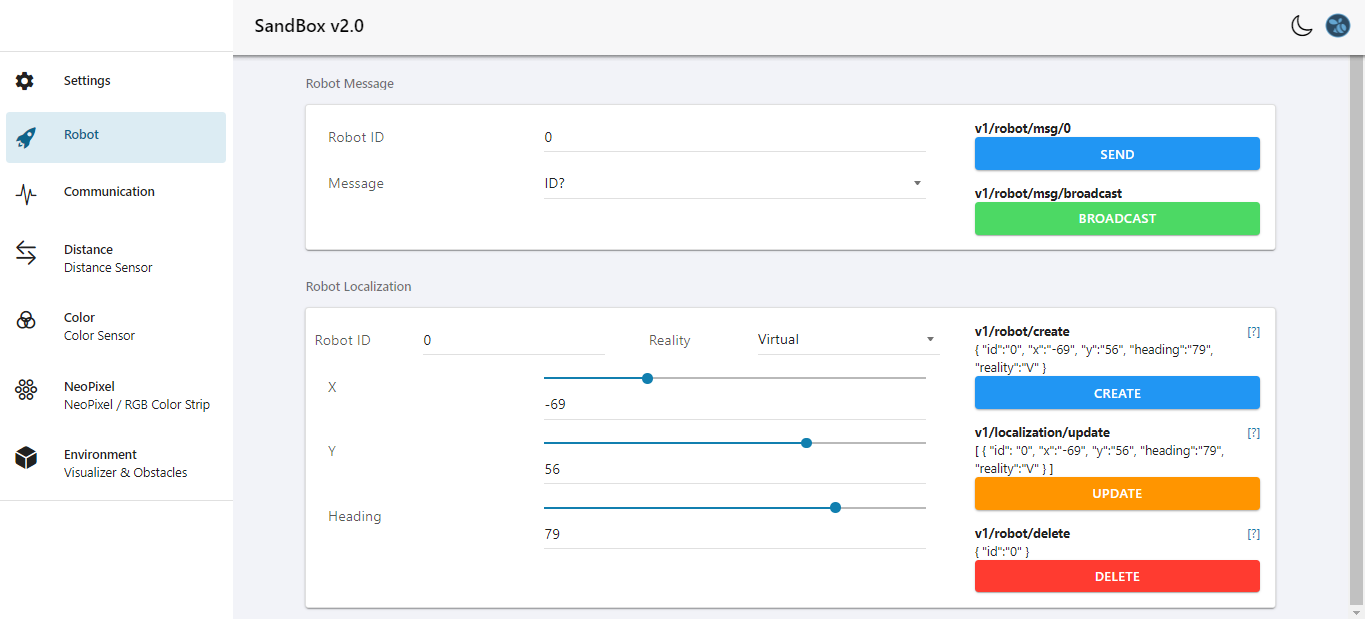 SandBox v2.0
Settings
Robot
Communication
Distance
Distance Sensor
Color
Color Sensor
NeoPixel
NeoPixel / RGB Color Strip
Environment
Visualizer & Obstacles
Robot Message
Robot ID
0
Message
ID?
v1/robot/msg/0
SEND
v1/robot/msg/broadcast
BROADCAST
Robot Localization
Robot ID
0
Reality
Virtual
X
-69
Y
56
Heading
79
v1/robot/create
[?]
{ "id":"0", "x":"-69", "y":"56", "heading":"79",
"reality":"V" }
CREATE
v1/localization/update
[?]
[ { "id": "0", "x":"-69", "y":"56", "heading":"79",
"reality":"V" } ]
UPDATE
v1/robot/delete
[?]
{ "id":"0" }
DELETE